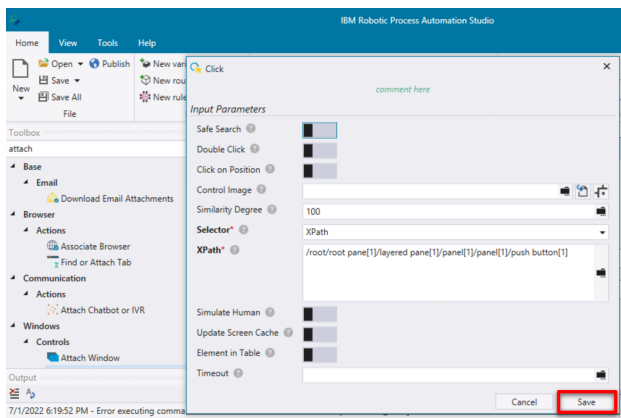 IBM Robotic Process Automation Studio
Home View Tools Help
New
Open
Publish
Save
Save All
File
New
New
New rule
Toolbox
attach
Base
Email
Download Email Attachments
Browser
Actions
Associate Browser
Find or Attach Tab
Communication
Actions
Attach Chatbot or IVR
Windows
Controls
Attach Window
Output
7/1/2022 6:19:52 PM - Error executing comma
Click
comment here
Input Parameters
Safe Search
Double Click
Click on Position
Control Image
Similarity Degree 100
Selector* XPath
XPath* /root/root pane[1]/layered pane[1]/panel[1]/panel[1]/push button[1]
Simulate Human
Update Screen Cache
Element in Table
Timeout
Cancel Save